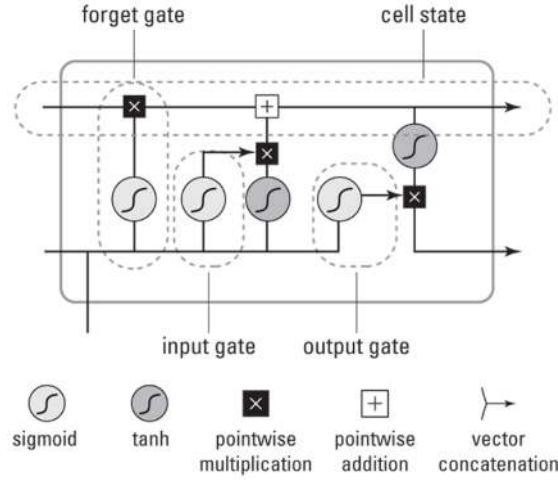 forget gate
cell state
input gate
output gate
sigmoid
tanh
pointwise
multiplication
pointwise
addition
vector
concatenation